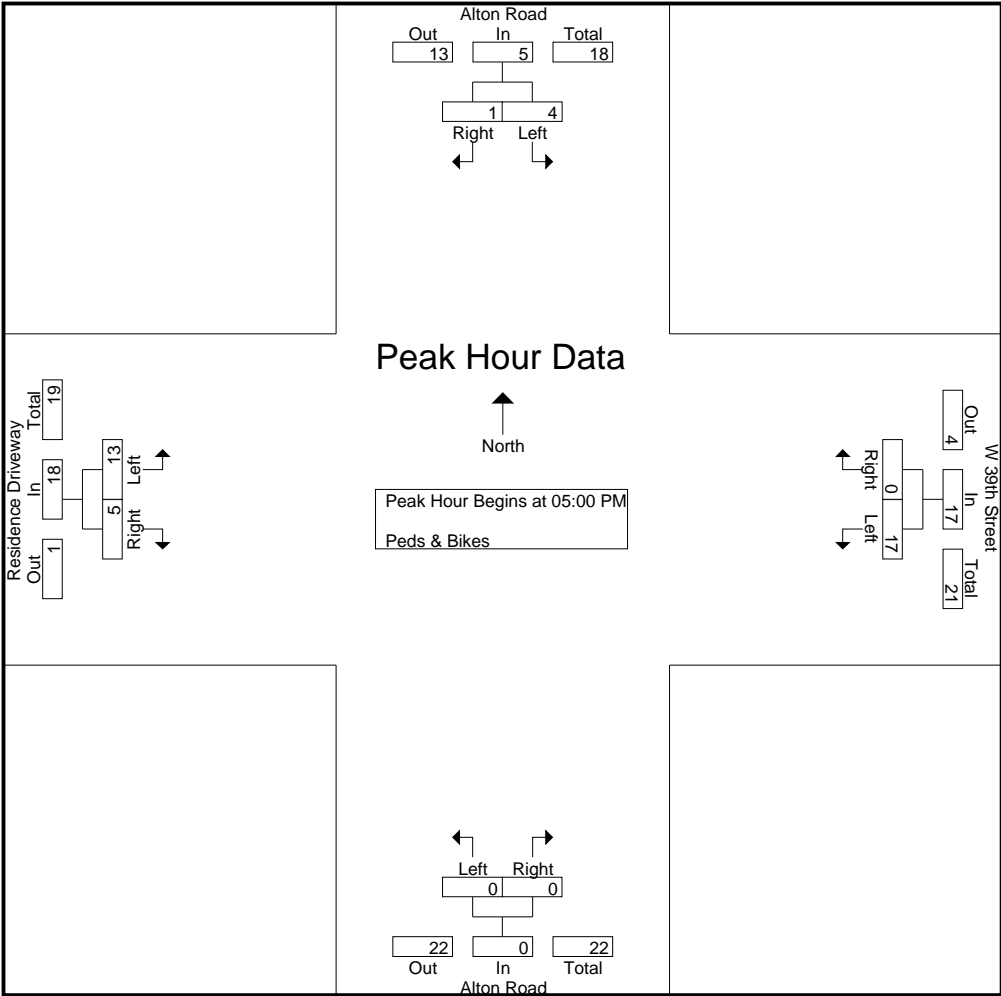 Alton Road
Out In Total
13 5 18
1 4
Right Left
Peak Hour Data
North
Peak Hour Begins at 05:00 PM
Peds & Bikes
Residence Driveway
Out In Total
1 18 19
Left Right
13 5
W 39th Street
Out In Total
4 17 21
Right Left
0 17
Left Right
0 0
22 0 22
Out In Total
Alton Road